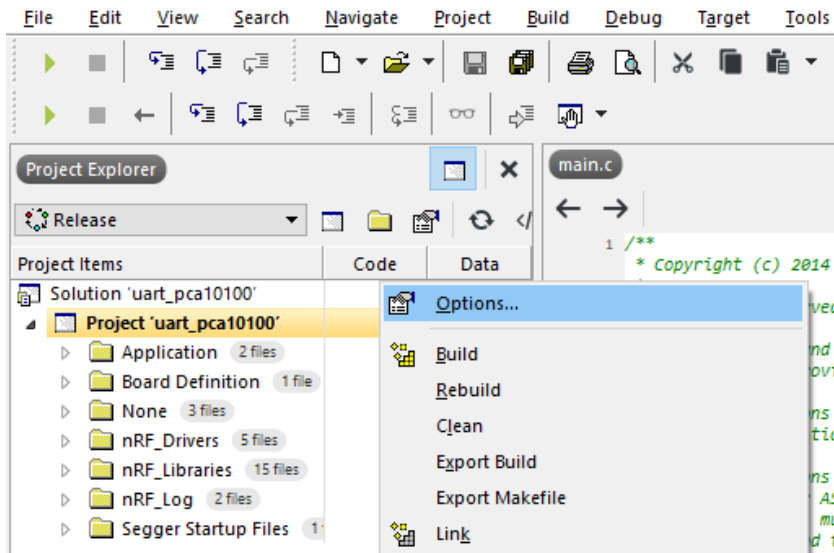 File Edit View Search Navigate Project Build Debug Target Tools
Project Explorer
main.c
Release
Project Items Code Data
1 /**
* Copyright (c) 2014
Solution 'uart_pca10100'
Project 'uart_pca10100'
Application 2 files
Board Definition 1 file
None 3 files
nRF_Drivers 5 files
nRF_Libraries 15 files
nRF_Log 2 files
Segger Startup Files 1
Options...
Build
Rebuild
Clean
Export Build
Export Makefile
Link